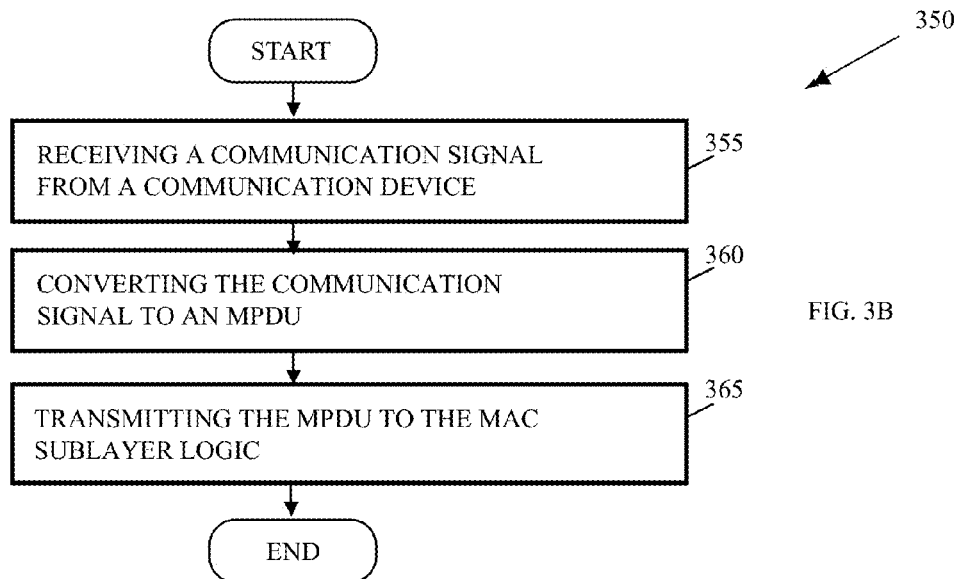 350
START
355
RECEIVING A COMMUNICATION SIGNAL
FROM A COMMUNICATION DEVICE
360
CONVERTING THE COMMUNICATION
SIGNAL TO AN MPDU
FIG. 3B
365
TRANSMITTING THE MPDU TO THE MAC
SUBLAYER LOGIC
END